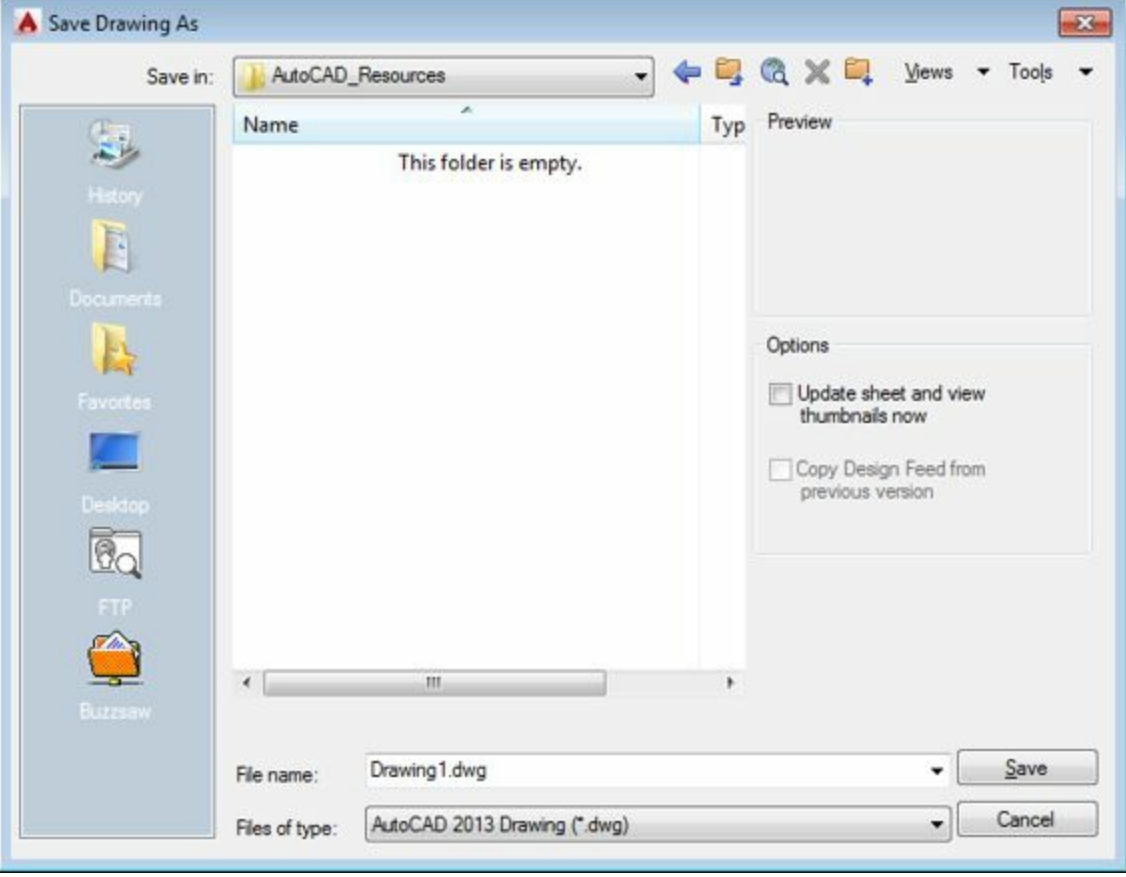 Save Drawing As
Save in:
AutoCAD_Resources
Views
Tools
History
Documents
Favorites
Desktop
FTP
Buzzsaw
Name
Typ
This folder is empty.
Preview
Options
Update sheet and view
thumbnails now
Copy Design Feed from
previous version
File name:
Drawing1.dwg
Save
Files of type:
AutoCAD 2013 Drawing (*.dwg)
Cancel